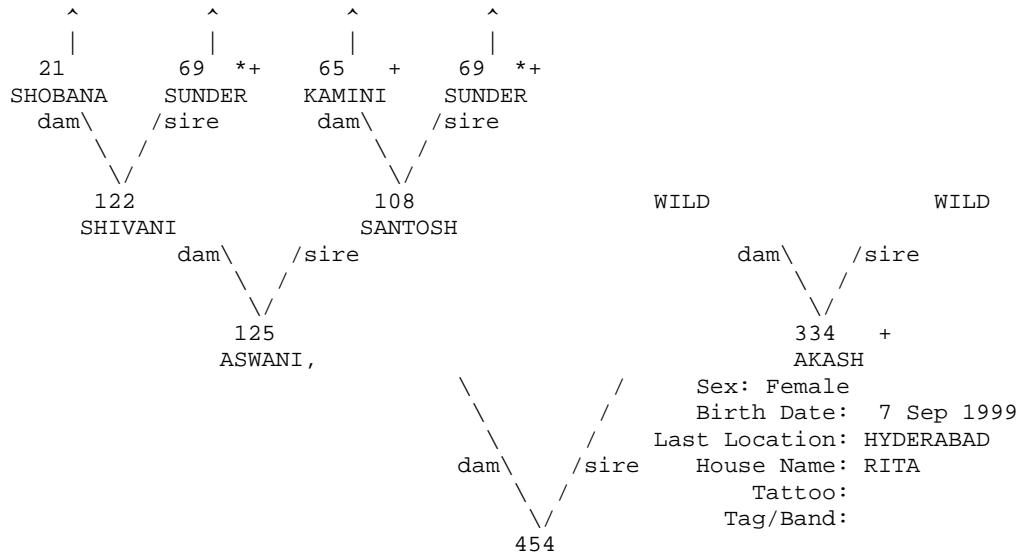 ^ ^ ^ ^
| | | |
21 69 *+ 65 + 69 *+
SHOBANA SUNDER KAMINI SUNDER
dam\ /sire dam\ /sire
\ / \ /
\/ \/
122 108 WILD WILD
SHIVANI SANTOSH
dam\ /sire dam\ /sire
\ / \ /
\/ \/
125 334 +
ASWANI, AKASH
\ / Sex: Female
\ / Birth Date: 7 Sep 1999
\ / Last Location: HYDERABAD
dam\ /sire House Name: RITA
\ / Tattoo:
\/ Tag/Band:
454